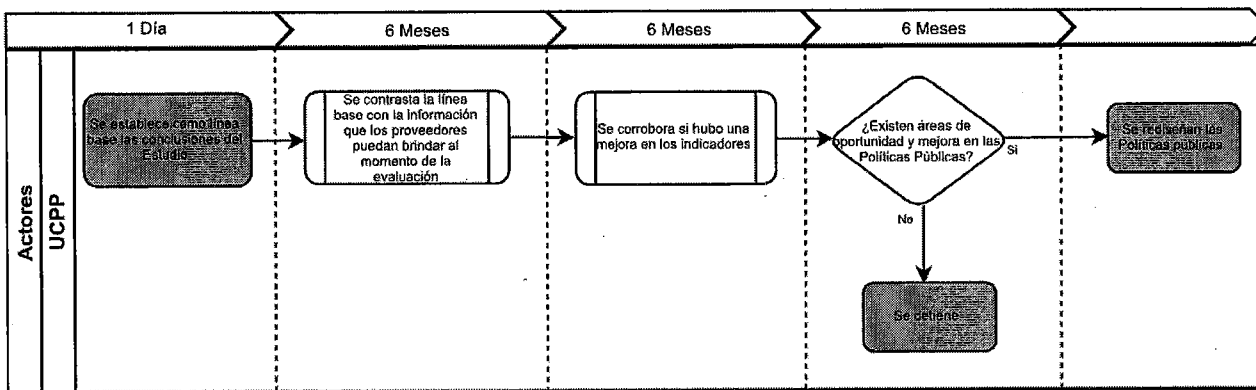 1 Día
6 Meses
6 Meses
6 Meses
Actores
UCPP
Se establece como línea
base las conclusiones del
Estudio
Se contrasta la línea
base con la información
que los proveedores
puedan brindar al
momento de la
evaluación
Se corrobora si hubo una
mejora en los indicadores
¿Existen áreas de
oportunidad y mejora en las
Políticas Públicas?
Si
No
Se rediseñan las
Políticas públicas
Se detiene